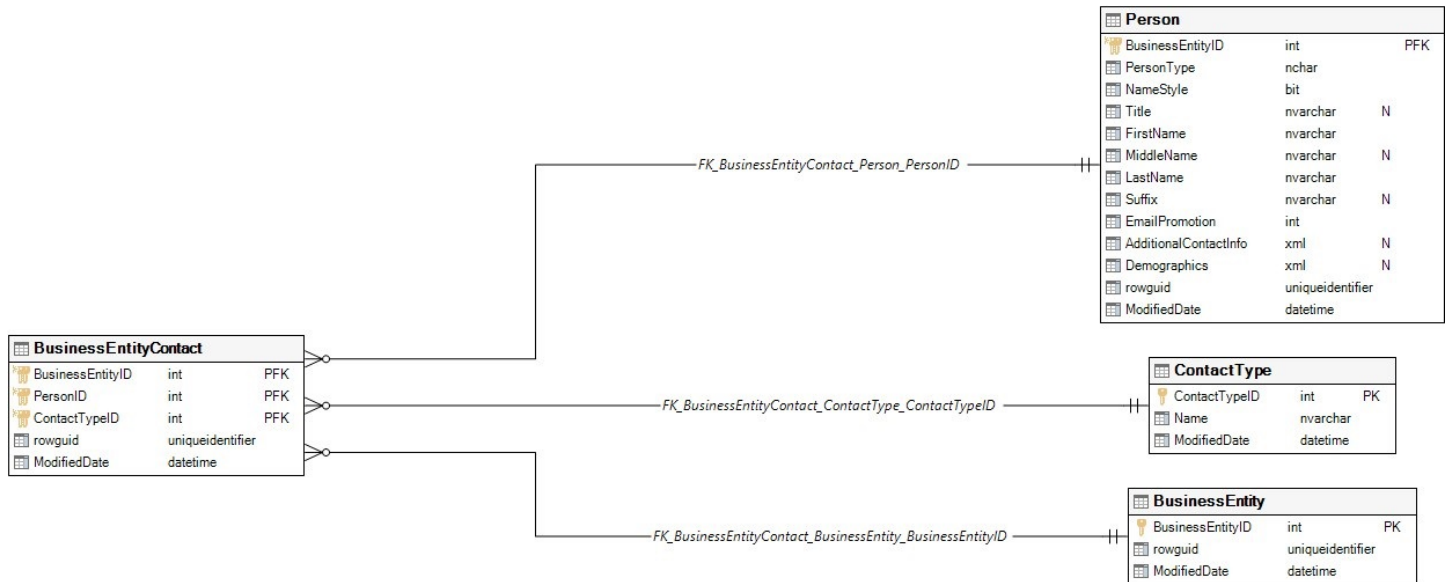 Person
BusinessEntityID int PFK
PersonType nchar
NameStyle bit
Title nvarchar N
FirstName nvarchar
MiddleName nvarchar N
LastName nvarchar
Suffix nvarchar N
EmailPromotion int
AdditionalContactInfo xml N
Demographics xml N
rowguid uniqueidentifier
ModifiedDate datetime
FK_BusinessEntityContact_Person_PersonID
BusinessEntityContact
BusinessEntityID int PFK
PersonID int PFK
ContactTypeID int PFK
rowguid uniqueidentifier
ModifiedDate datetime
FK_BusinessEntityContact_ContactType_ContactTypeID
ContactType
ContactTypeID int PK
Name nvarchar
ModifiedDate datetime
FK_BusinessEntityContact_BusinessEntity_BusinessEntityID
BusinessEntity
BusinessEntityID int PK
rowguid uniqueidentifier
ModifiedDate datetime